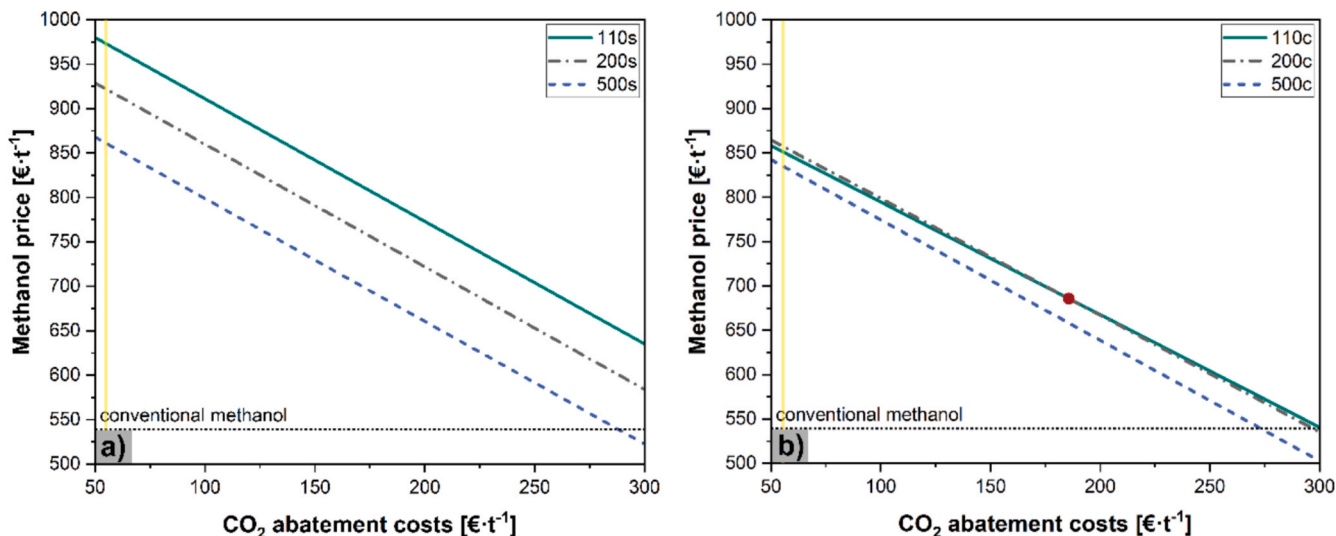 Methanol price [€·t⁻¹]
1000
950
900
850
800
750
700
650
600
550
500
110s
200s
500s
conventional methanol
a)
50
100
150
200
250
300
CO₂ abatement costs [€·t⁻¹]
Methanol price [€·t⁻¹]
1000
950
900
850
800
750
700
650
600
550
500
110c
200c
500c
conventional methanol
b)
50
100
150
200
250
300
CO₂ abatement costs [€·t⁻¹]